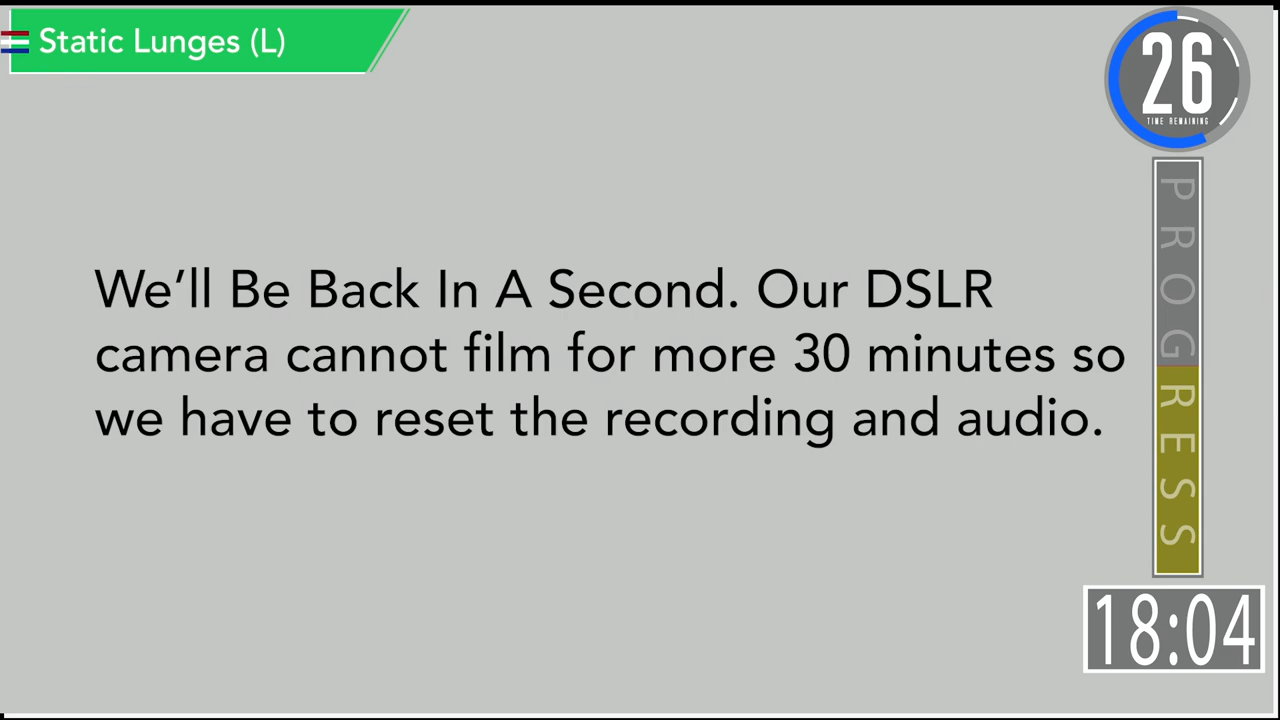 Static Lunges (L)
26
TIME REMAINING
PROGRESS
We'll Be Back In A Second. Our DSLR
camera cannot film for more 30 minutes so
we have to reset the recording and audio.
18:04